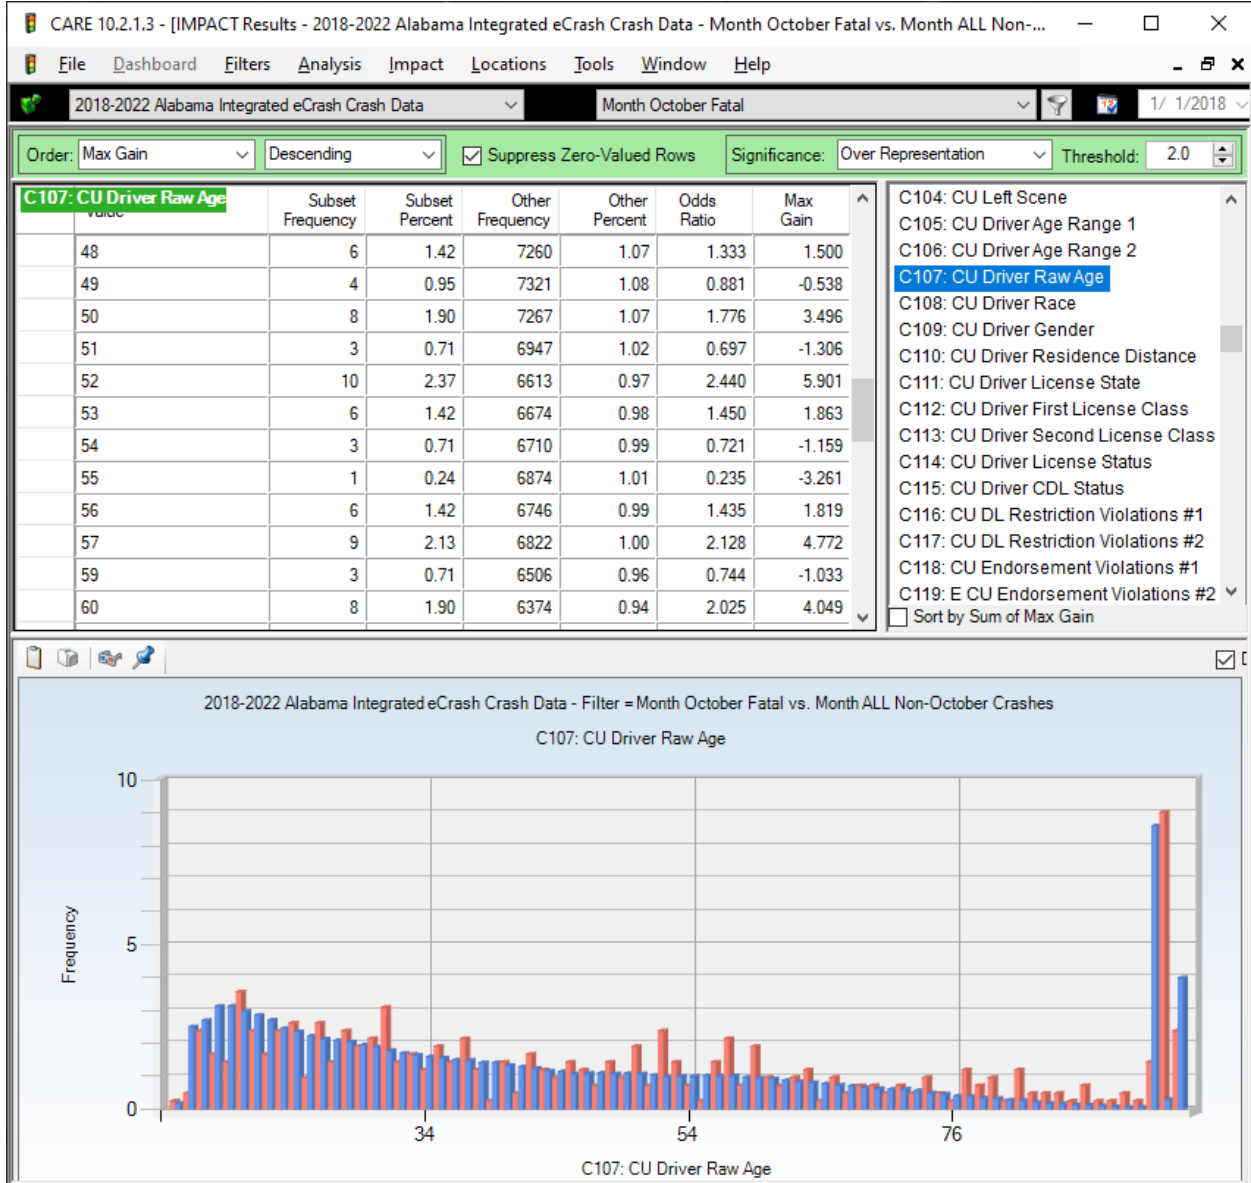 CARE 10.2.1.3 - [IMPACT Results - 2018-2022 Alabama Integrated eCrash Crash Data - Month October Fatal vs. Month ALL Non-...
File Dashboard Filters Analysis Impact Locations Tools Window Help
2018-2022 Alabama Integrated eCrash Crash Data Month October Fatal 1/ 1/2018
Order: Max Gain Descending Suppress Zero-Valued Rows Significance: Over Representation Threshold: 2.0
C107: CU Driver Raw Age Subset Frequency Subset Percent Other Frequency Other Percent Odds Ratio Max Gain
48 6 1.42 7260 1.07 1.333 1.500
49 4 0.95 7321 1.08 0.881 -0.538
50 8 1.90 7267 1.07 1.776 3.496
51 3 0.71 6947 1.02 0.697 -1.306
52 10 2.37 6613 0.97 2.440 5.901
53 6 1.42 6674 0.98 1.450 1.863
54 3 0.71 6710 0.99 0.721 -1.159
55 1 0.24 6874 1.01 0.235 -3.261
56 6 1.42 6746 0.99 1.435 1.819
57 9 2.13 6822 1.00 2.128 4.772
59 3 0.71 6506 0.96 0.744 -1.033
60 8 1.90 6374 0.94 2.025 4.049
C104: CU Left Scene
C105: CU Driver Age Range 1
C106: CU Driver Age Range 2
C107: CU Driver Raw Age
C108: CU Driver Race
C109: CU Driver Gender
C110: CU Driver Residence Distance
C111: CU Driver License State
C112: CU Driver First License Class
C113: CU Driver Second License Class
C114: CU Driver License Status
C115: CU Driver CDL Status
C116: CU DL Restriction Violations #1
C117: CU DL Restriction Violations #2
C118: CU Endorsement Violations #1
C119: E CU Endorsement Violations #2
Sort by Sum of Max Gain
2018-2022 Alabama Integrated eCrash Crash Data - Filter = Month October Fatal vs. Month ALL Non-October Crashes
C107: CU Driver Raw Age
10
5
0
Frequency
34 54 76
C107: CU Driver Raw Age